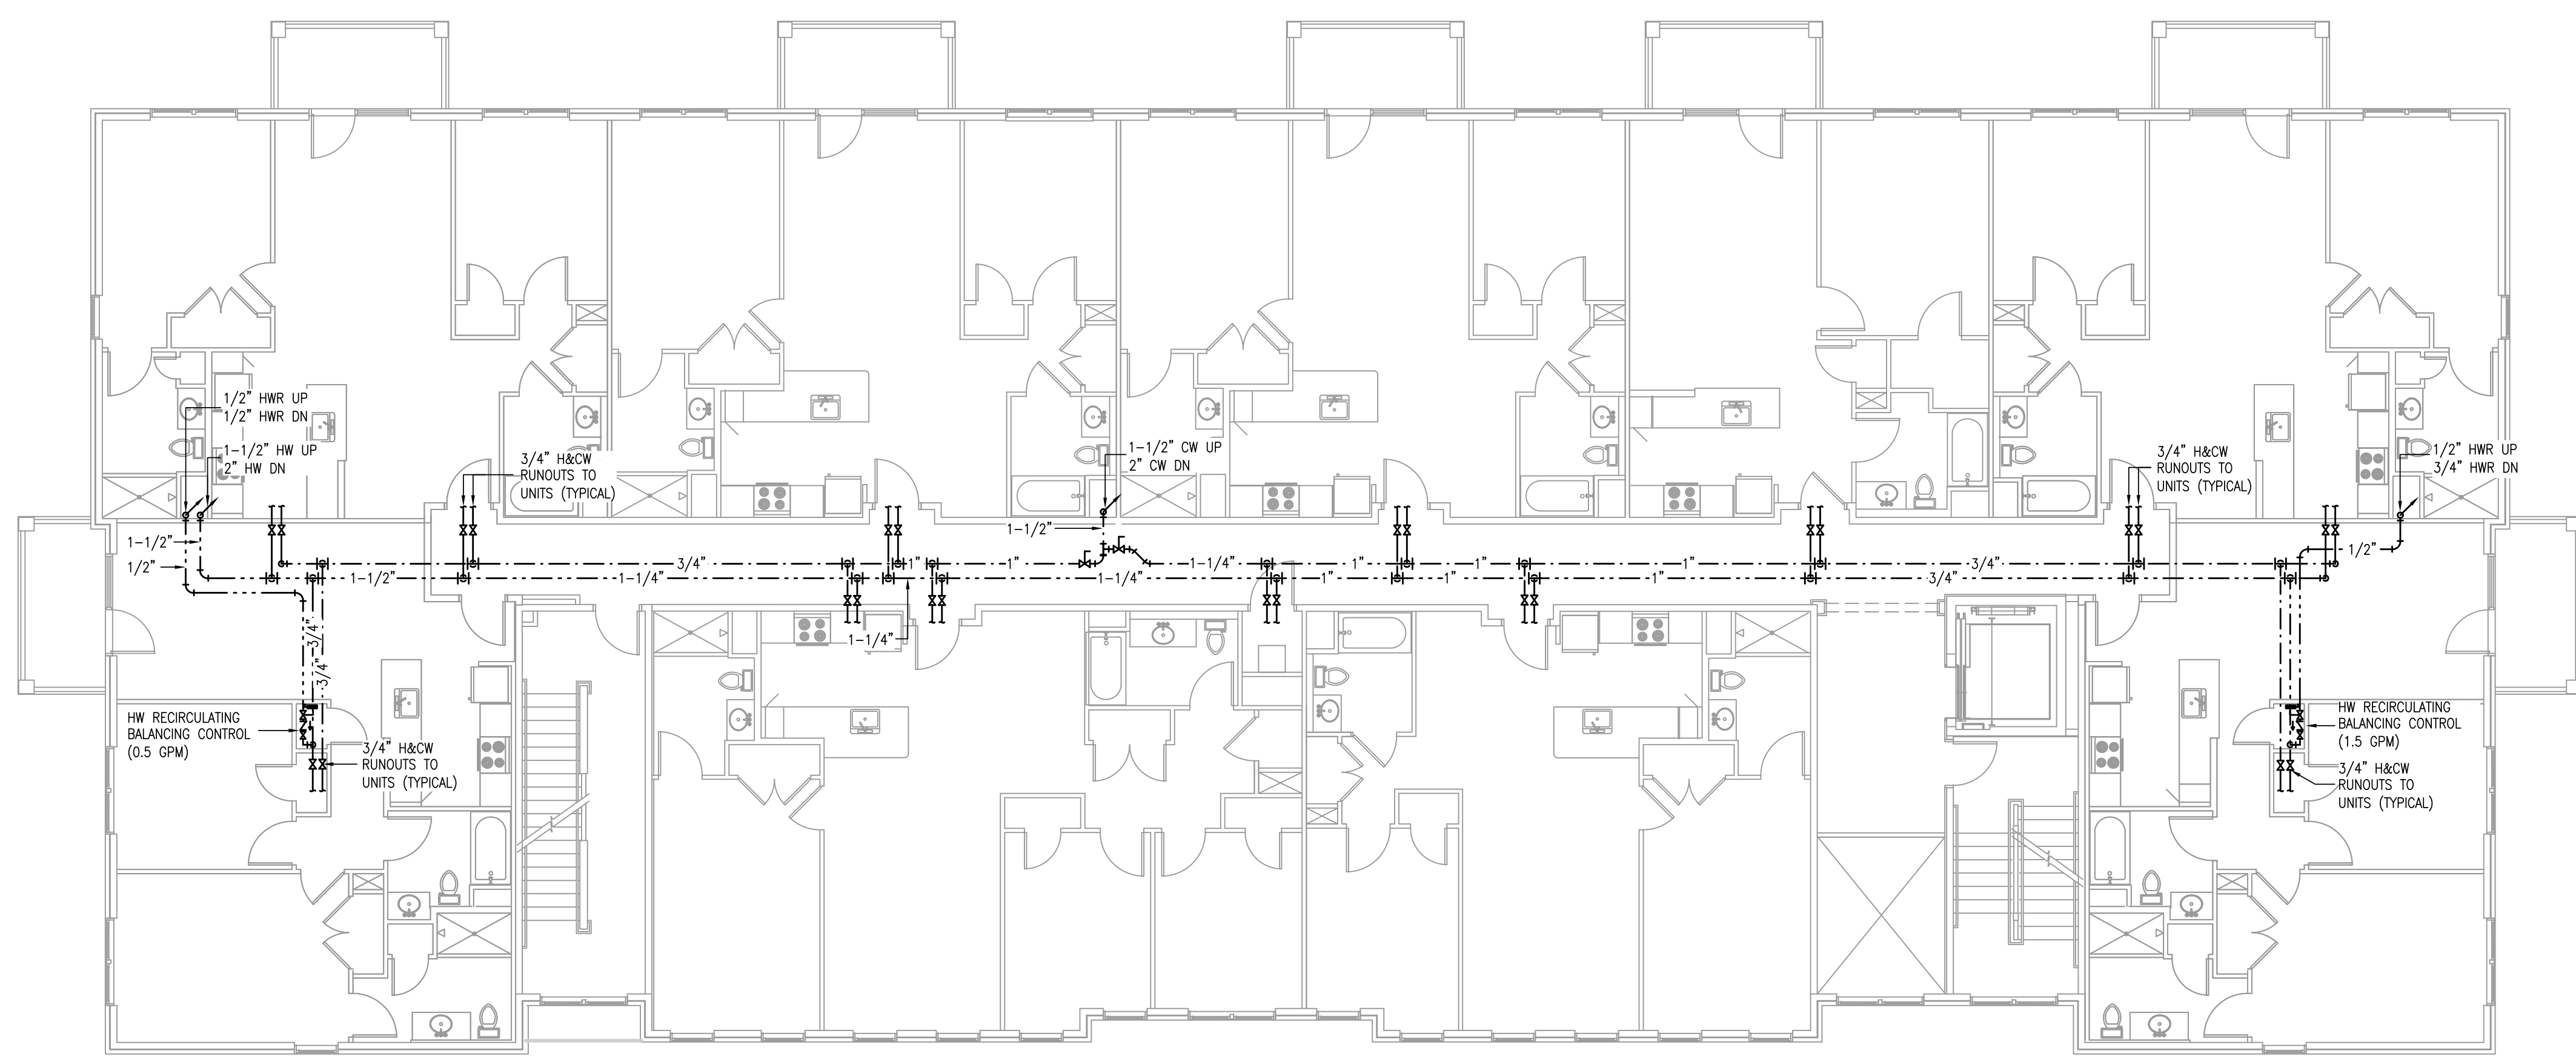 1/2" HWR UP
1/2" HWR DN
1-1/2" HW UP
2" HW DN
3/4" H&CW
RUNOUTS TO
UNITS (TYPICAL)
1-1/2" CW UP
2" CW DN
3/4" H&CW
RUNOUTS TO
UNITS (TYPICAL)
1/2" HWR UP
3/4" HWR DN
1-1/2"
1-1/2"
1/2"
1/2"
3/4"
1"
1"
1-1/4"
1"
1"
1"
3/4"
1-1/2"
1-1/4"
1-1/4"
1"
1"
1"
3/4"
1-1/4"
3/4"
3/4"
HW RECIRCULATING
BALANCING CONTROL
(0.5 GPM)
3/4" H&CW
RUNOUTS TO
UNITS (TYPICAL)
HW RECIRCULATING
BALANCING CONTROL
(1.5 GPM)
3/4" H&CW
RUNOUTS TO
UNITS (TYPICAL)